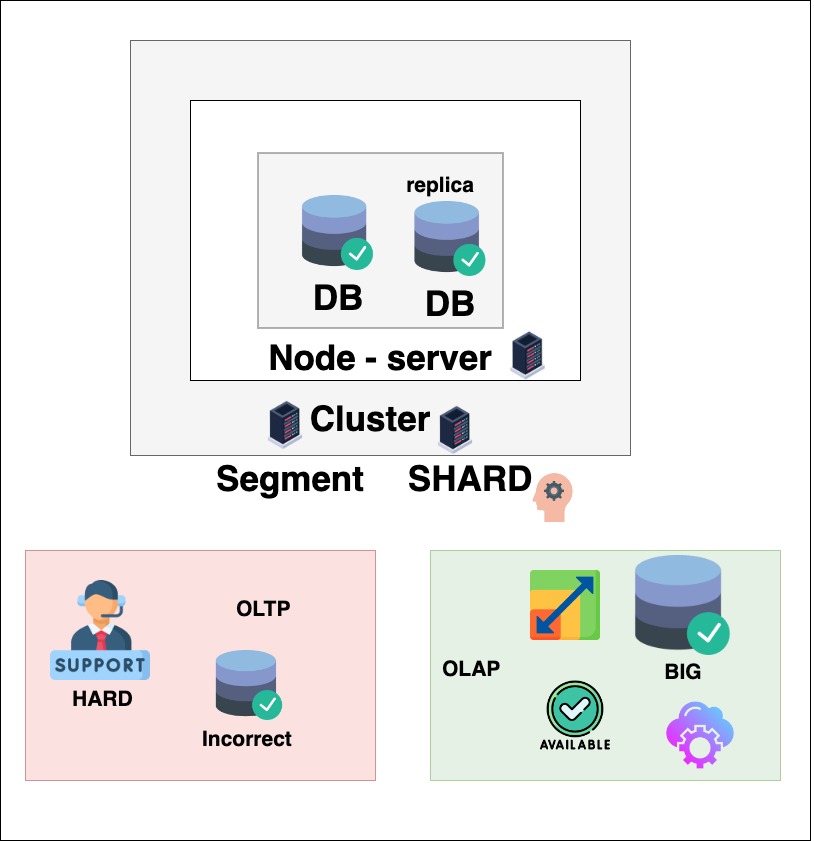 replica
DB
DB
Node - server
Cluster
Segment
SHARD
OLTP
SUPPORT
HARD
Incorrect
OLAP
BIG
AVAILABLE